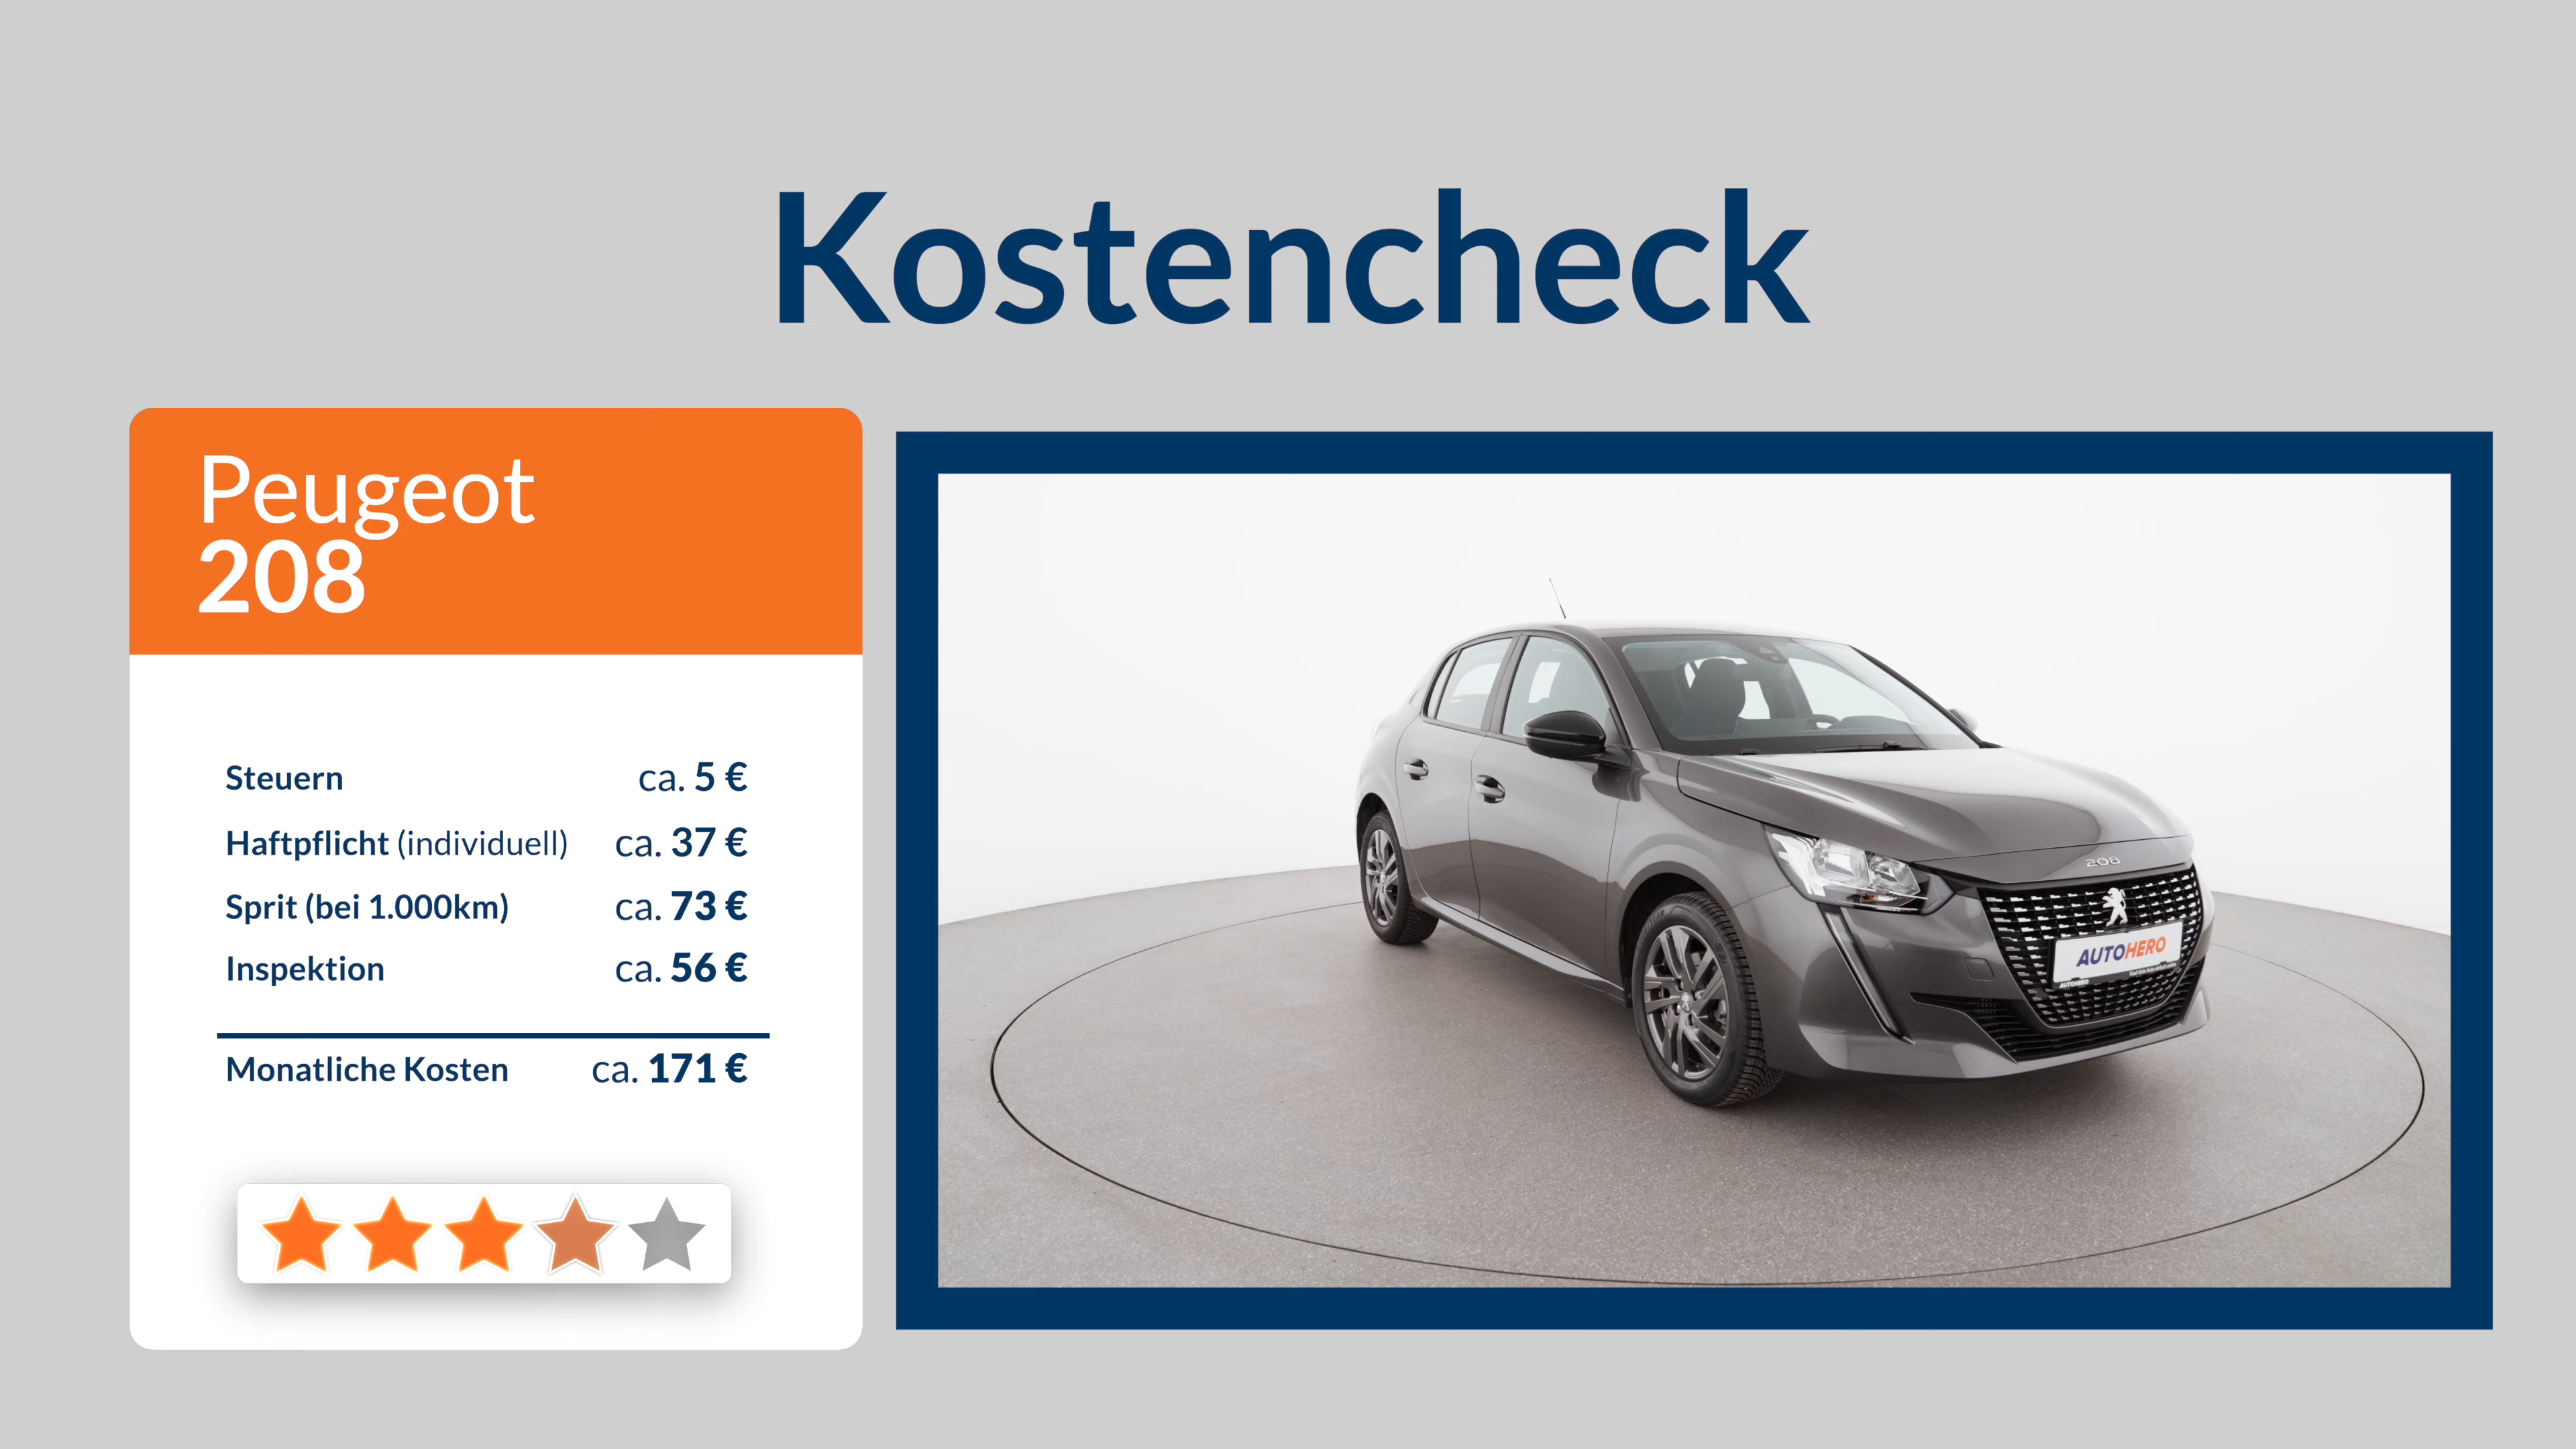 Kostencheck
Peugeot
208
Steuern ca. 5 €
Haftpflicht (individuell) ca. 37 €
Sprit (bei 1.000km) ca. 73 €
Inspektion ca. 56 €
Monatliche Kosten ca. 171 €
208
AUTOHERO
AUTOHERO